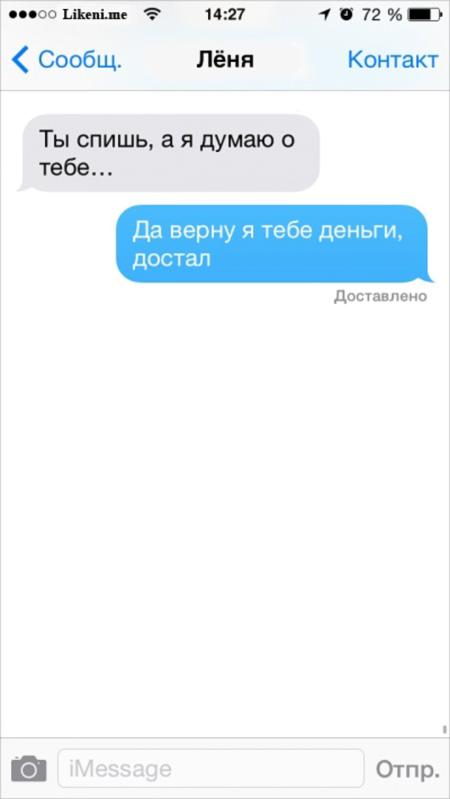 Likeni.me 14:27 72 %
Сообщ. Лёня Контакт
Ты спишь, а я думаю о
тебе...
Да верну я тебе деньги,
достал
Доставлено
iMessage Отпр.